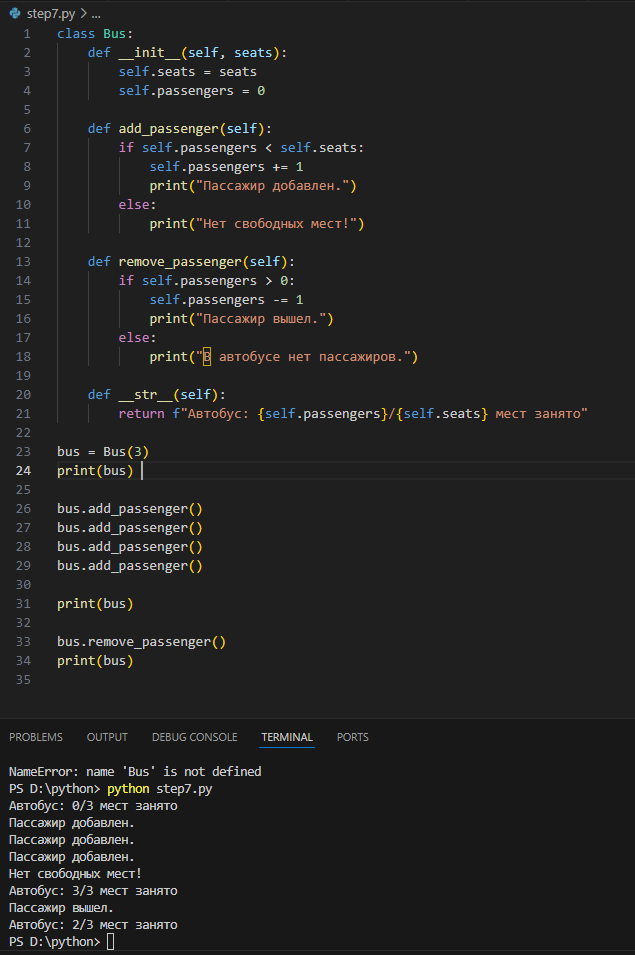 step7.py > ...
1 class Bus:
2     def __init__(self, seats):
3         self.seats = seats
4         self.passengers = 0
5
6     def add_passenger(self):
7         if self.passengers < self.seats:
8             self.passengers += 1
9             print("Пассажир добавлен.")
10         else:
11             print("Нет свободных мест!")
12
13     def remove_passenger(self):
14         if self.passengers > 0:
15             self.passengers -= 1
16             print("Пассажир вышел.")
17         else:
18             print("В автобусе нет пассажиров.")
19
20     def __str__(self):
21         return f"Автобус: {self.passengers}/{self.seats} мест занято"
22
23 bus = Bus(3)
24 print(bus)
25
26 bus.add_passenger()
27 bus.add_passenger()
28 bus.add_passenger()
29 bus.add_passenger()
30
31 print(bus)
32
33 bus.remove_passenger()
34 print(bus)
35
PROBLEMS OUTPUT DEBUG CONSOLE TERMINAL PORTS
NameError: name 'Bus' is not defined
PS D:\python> python step7.py
Автобус: 0/3 мест занято
Пассажир добавлен.
Пассажир добавлен.
Пассажир добавлен.
Нет свободных мест!
Автобус: 3/3 мест занято
Пассажир вышел.
Автобус: 2/3 мест занято
PS D:\python>